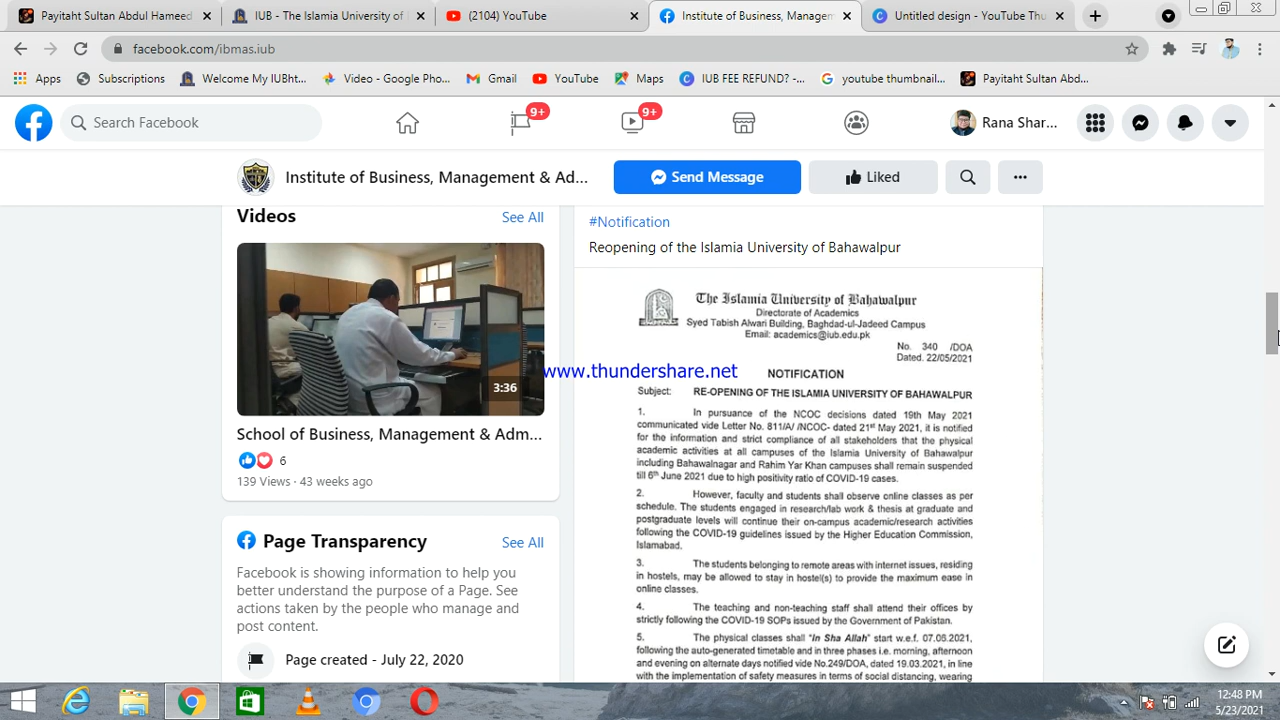 Payitaht Sultan Abdul Hameed
IUB - The Islamia University of
(2104) YouTube
Institute of Business, Managem
Untitled design - YouTube Thu
facebook.com/ibmas.iub
Apps
Subscriptions
Welcome My IUBht...
Video - Google Pho...
Gmail
YouTube
Maps
IUB FEE REFUND? -...
youtube thumbnail...
Payitaht Sultan Abd...
Search Facebook
9+
9+
Rana Shar...
Institute of Business, Management & Ad...
Send Message
Liked
Videos
See All
3:36
School of Business, Management & Adm...
6
139 Views · 43 weeks ago
Page Transparency
See All
Facebook is showing information to help you
better understand the purpose of a Page. See
actions taken by the people who manage and
post content.
Page created - July 22, 2020
#Notification
Reopening of the Islamia University of Bahawalpur
The Islamia University of Bahawalpur
Directorate of Academics
Syed Tabish Alwari Building, Baghdad-ul-Jadeed Campus
Email: academics@iub.edu.pk
No. 340 /DOA
Dated. 22/05/2021
www.thundershare.net
NOTIFICATION
Subject: RE-OPENING OF THE ISLAMIA UNIVERSITY OF BAHAWALPUR
1. In pursuance of the NCOC decisions dated 19th May 2021
communicated vide Letter No. 811/A/ /NCOC- dated 21st May 2021, it is notified
for the information and strict compliance of all stakeholders that the physical
academic activities at all campuses of the Islamia University of Bahawalpur
including Bahawalnagar and Rahim Yar Khan campuses shall remain suspended
till 6th June 2021 due to high positivity ratio of COVID-19 cases.
2. However, faculty and students shall observe online classes as per
schedule. The students engaged in research/lab work & thesis at graduate and
postgraduate levels will continue their on-campus academic/research activities
following the COVID-19 guidelines issued by the Higher Education Commission,
Islamabad.
3. The students belonging to remote areas with internet issues, residing
in hostels, may be allowed to stay in hostel(s) to provide the maximum ease in
online classes.
4. The teaching and non-teaching staff shall attend their offices by
strictly following the COVID-19 SOPs issued by the Government of Pakistan.
5. The physical classes shall "In Sha Allah" start w.e.f. 07.06.2021,
following the auto-generated timetable and in three phases i.e. morning, afternoon
and evening on alternate days notified vide No.249/DOA, dated 19.03.2021, in line
with the implementation of safety measures in terms of social distancing, wearing
12:48 PM
5/23/2021